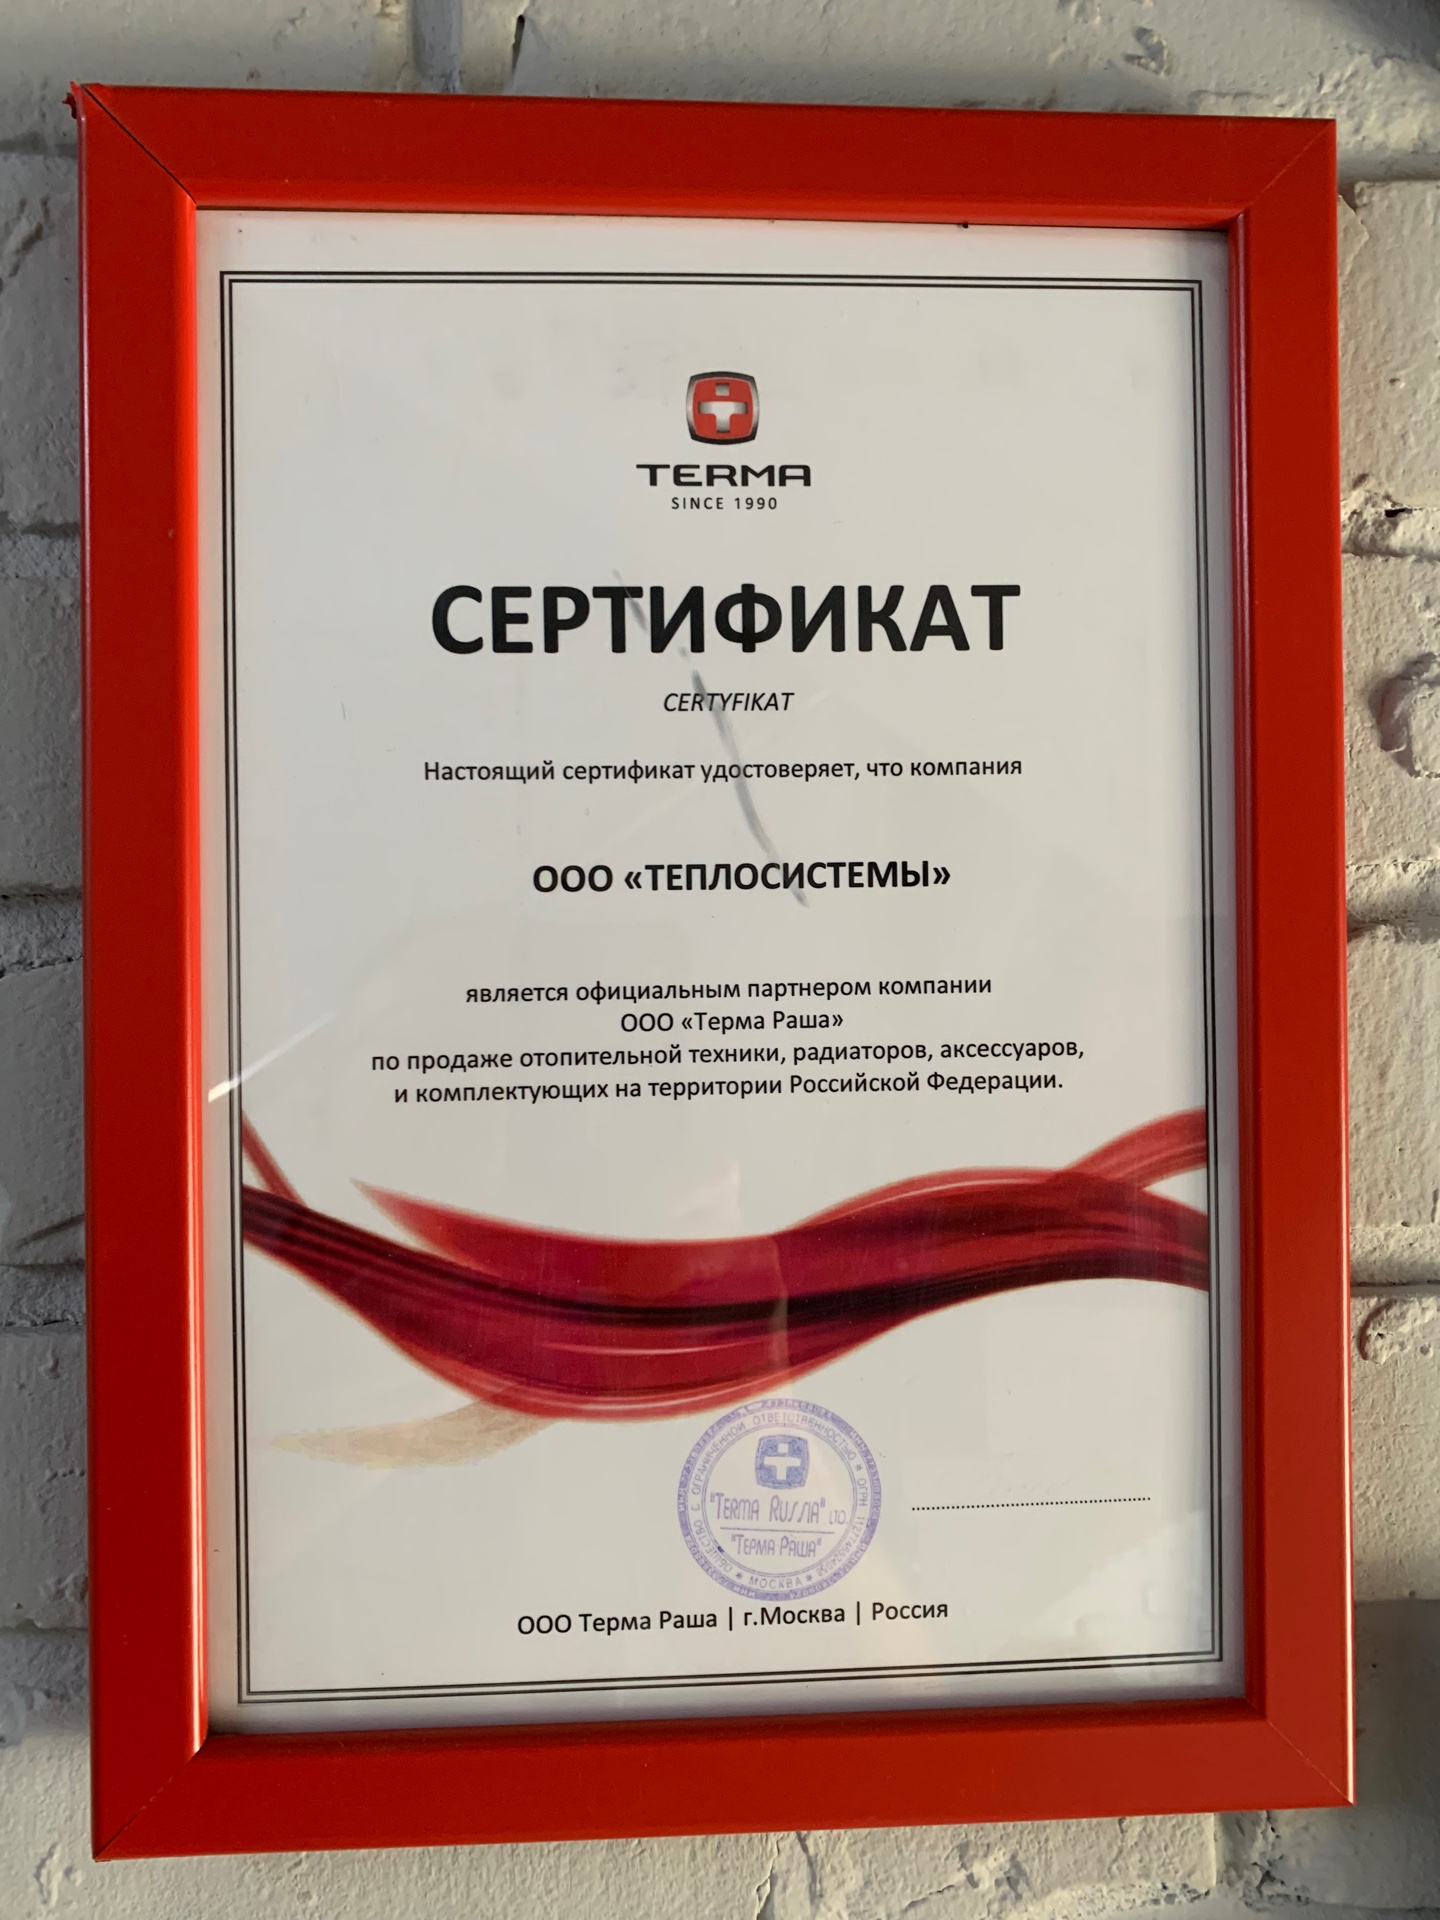 TERMA
SINCE 1990
СЕРТИФИКАТ
CERTYFIKAT
Настоящий сертификат удостоверяет, что компания
ООО «ТЕПЛОСИСТЕМЫ»
является официальным партнером компании
ООО «Терма Раша»
по продаже отопительной техники, радиаторов, аксессуаров,
и комплектующих на территории Российской Федерации.
ОБЩЕСТВО С ОГРАНИЧЕННОЙ ОТВЕТСТВЕННОСТЬЮ * ОГРН
"TERMA RUSSIA" LTD.
"ТЕРМА РАША"
* МОСКВА *
ООО Терма Раша | г.Москва | Россия